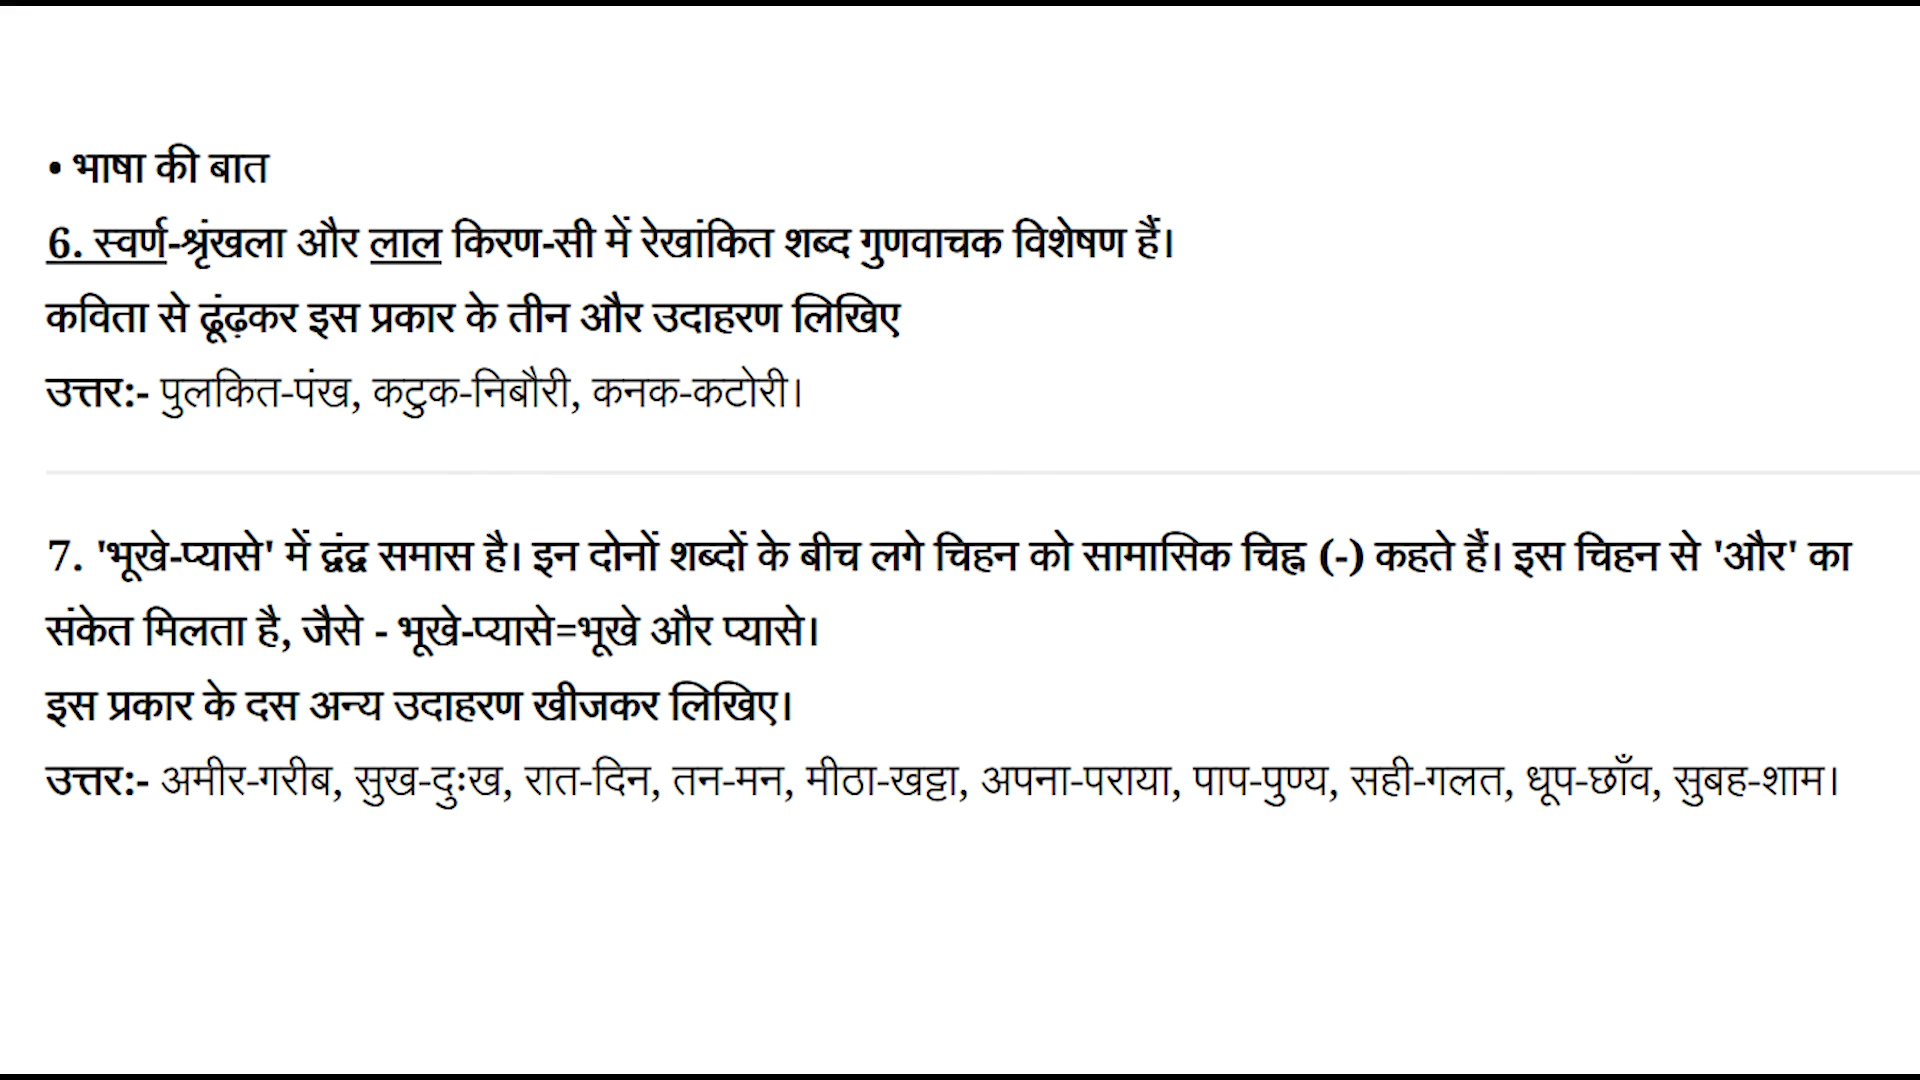 • भाषा की बात
6. स्वर्ण-श्रृंखला और लाल किरण-सी में रेखांकित शब्द गुणवाचक विशेषण हैं।
कविता से ढूंढ़कर इस प्रकार के तीन और उदाहरण लिखिए
उत्तर:- पुलकित-पंख, कटुक-निबौरी, कनक-कटोरी।
7. 'भूखे-प्यासे' में द्वंद्व समास है। इन दोनों शब्दों के बीच लगे चिहन को सामासिक चिह्न (-) कहते हैं। इस चिहन से 'और' का
संकेत मिलता है, जैसे - भूखे-प्यासे=भूखे और प्यासे।
इस प्रकार के दस अन्य उदाहरण खीजकर लिखिए।
उत्तर:- अमीर-गरीब, सुख-दुःख, रात-दिन, तन-मन, मीठा-खट्टा, अपना-पराया, पाप-पुण्य, सही-गलत, धूप-छाँव, सुबह-शाम।